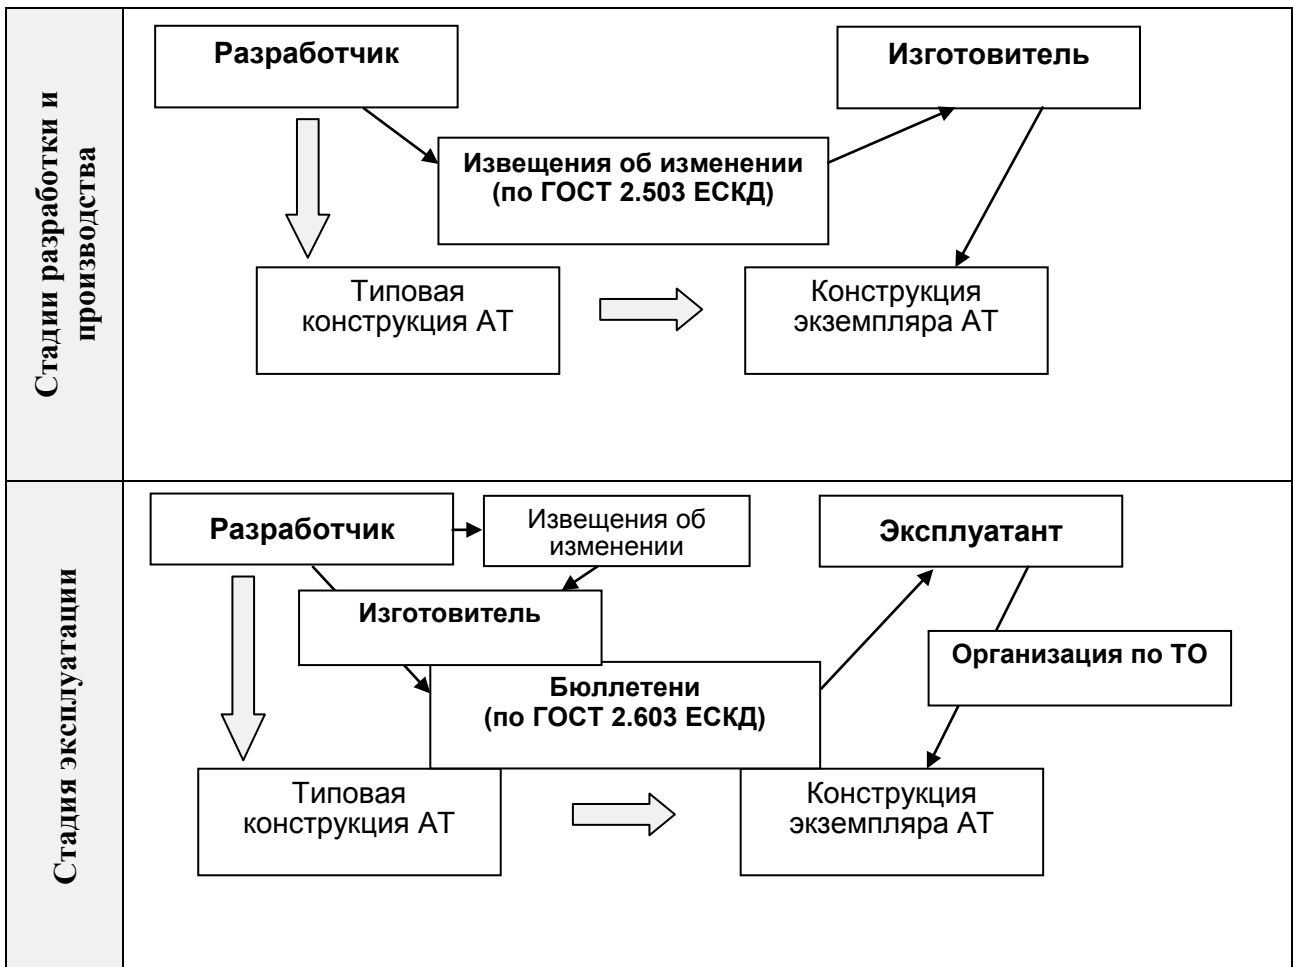 Стадии разработки и
производства
Разработчик
Изготовитель
Извещения об изменении
(по ГОСТ 2.503 ЕСКД)
Типовая
конструкция АТ
Конструкция
экземпляра АТ
Стадия эксплуатации
Разработчик
Извещения об
изменении
Эксплуатант
Изготовитель
Организация по ТО
Бюллетени
(по ГОСТ 2.603 ЕСКД)
Типовая
конструкция АТ
Конструкция
экземпляра АТ